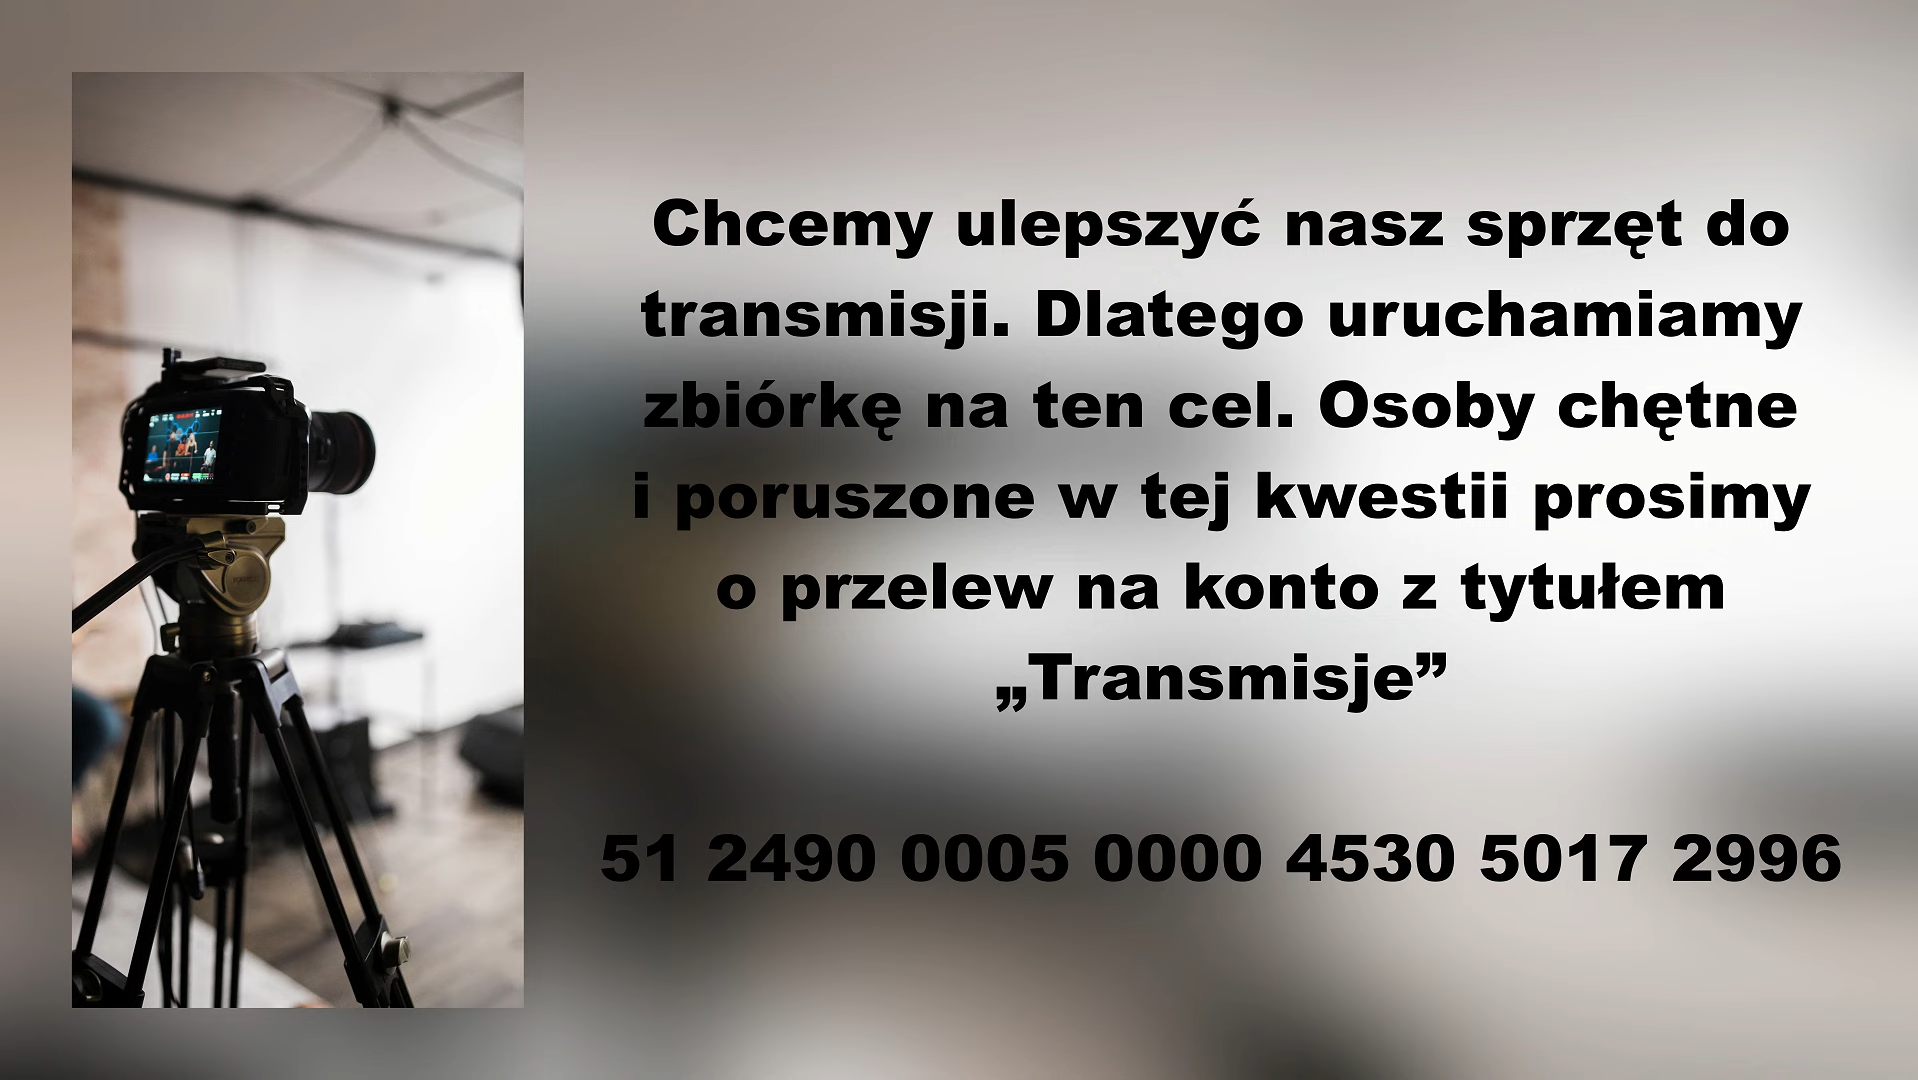 Chcemy ulepszyć nasz sprzęt do
transmisji. Dlatego uruchamiamy
zbiórkę na ten cel. Osoby chętne
i poruszone w tej kwestii prosimy
o przelew na konto z tytułem
„Transmisje”
51 2490 0005 0000 4530 5017 2996